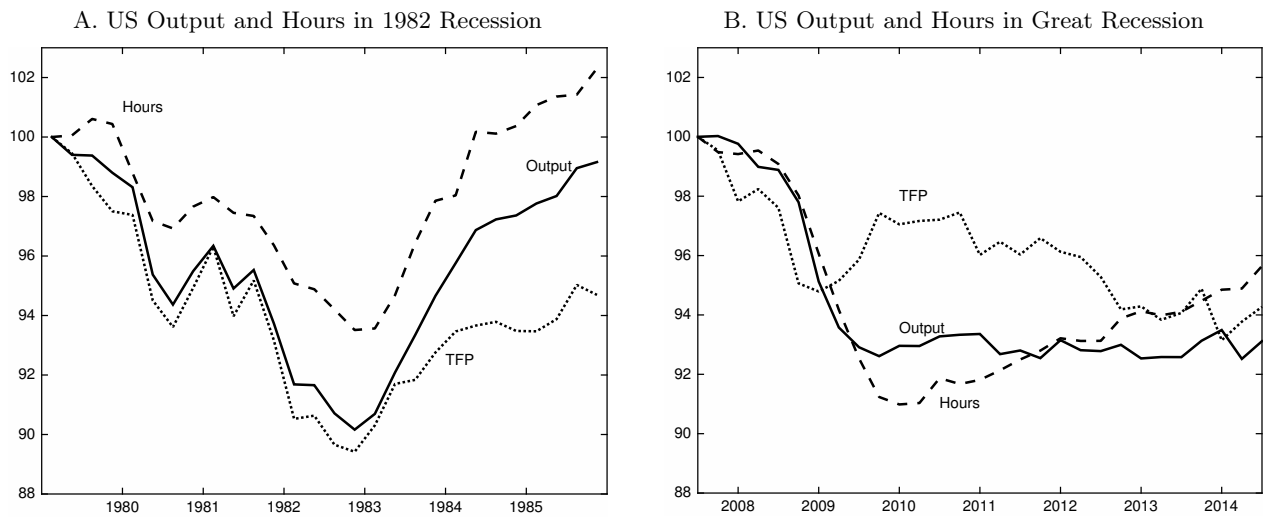 A. US Output and Hours in 1982 Recession
102
100
98
96
94
92
90
88
Hours
Output
TFP
1980 1981 1982 1983 1984 1985
B. US Output and Hours in Great Recession
102
100
98
96
94
92
90
88
TFP
Output
Hours
2008 2009 2010 2011 2012 2013 2014